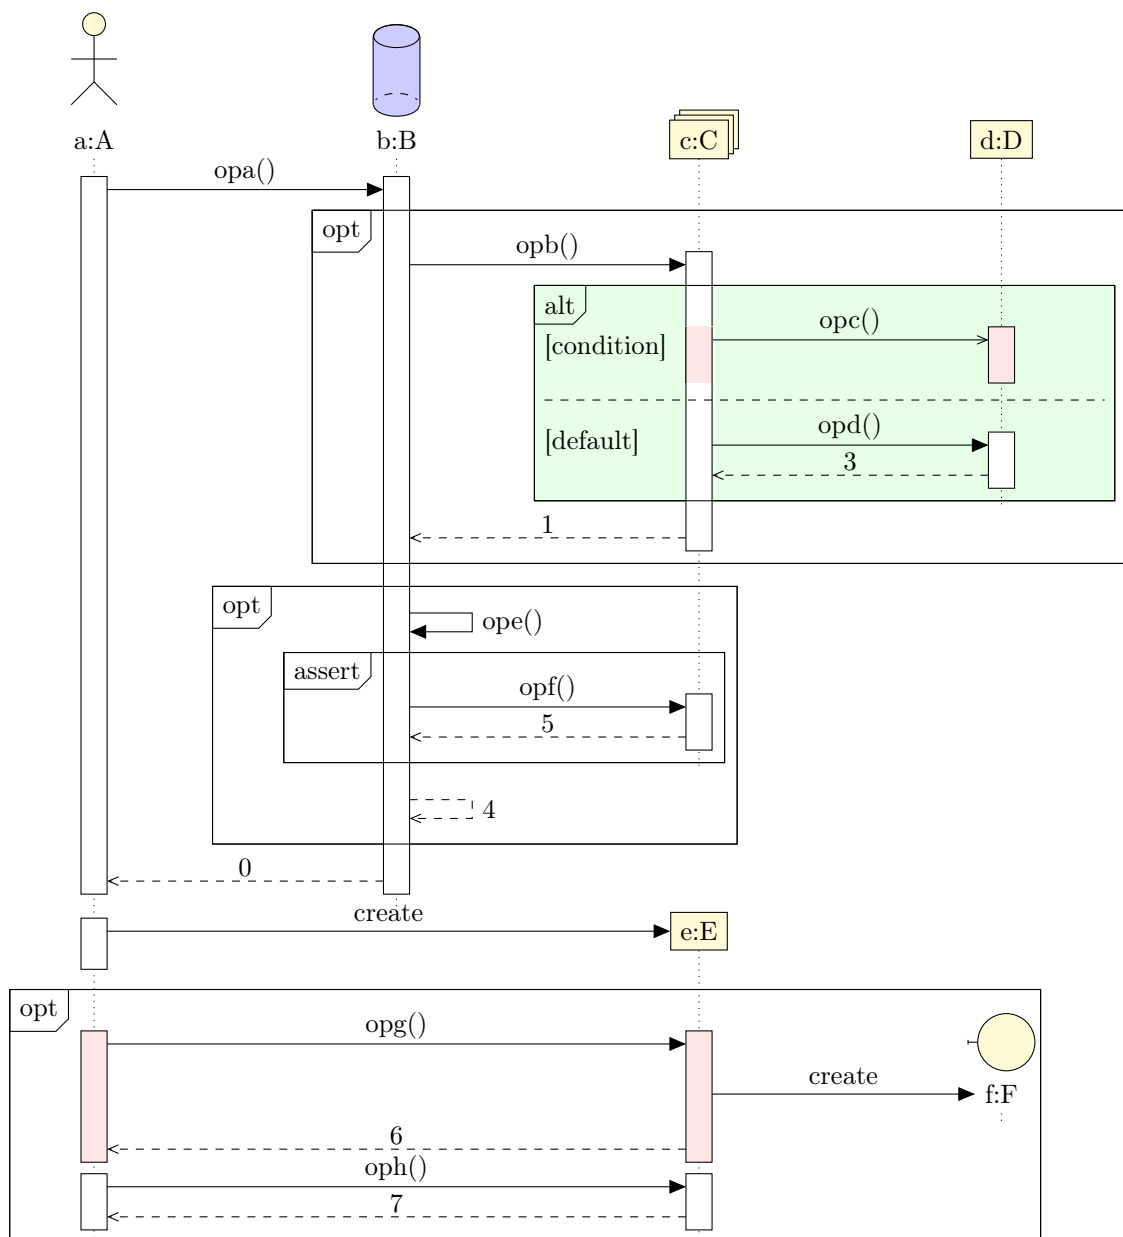 a:A
b:B
c:C
d:D
opa()
opt
opb()
alt
opc()
[condition]
opd()
[default]
3
1
opt
ope()
assert
opf()
5
4
0
create
e:E
opt
opg()
create
f:F
6
oph()
7